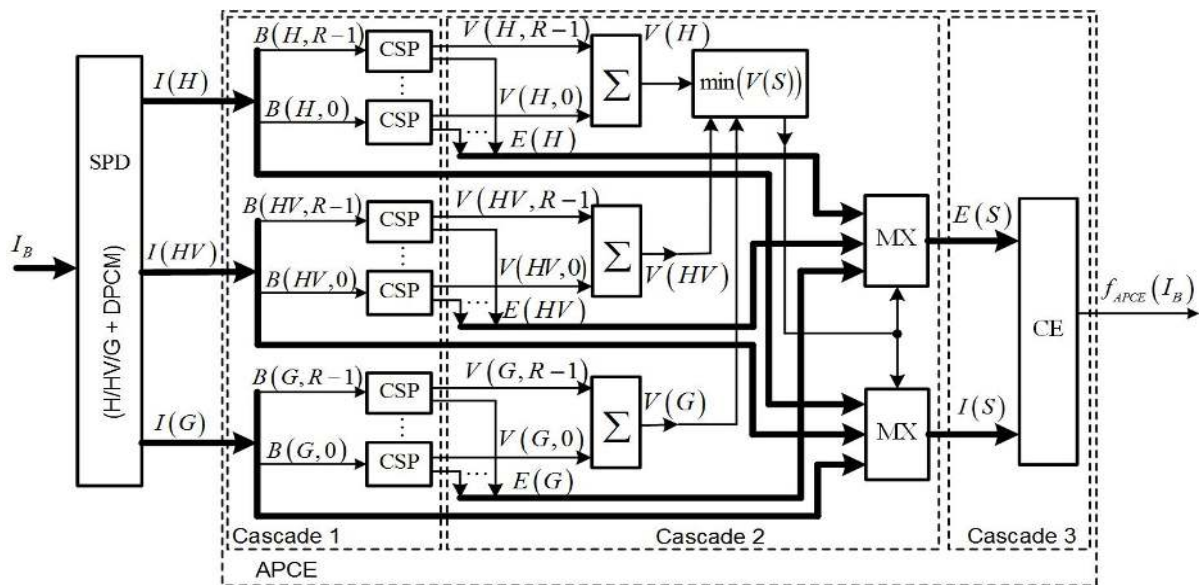 SPD
(H/HV/G + DPCM)
I_B
I(H)
I(HV)
I(G)
B(H,R-1)
CSP
V(H,R-1)
V(H)
Σ
min(V(S))
B(H,0)
CSP
V(H,0)
E(H)
B(HV,R-1)
CSP
V(HV,R-1)
Σ
V(HV)
B(HV,0)
CSP
V(HV,0)
E(HV)
B(G,R-1)
CSP
V(G,R-1)
Σ
V(G)
B(G,0)
CSP
V(G,0)
E(G)
MX
E(S)
MX
I(S)
CE
f_APCE(I_B)
Cascade 1
Cascade 2
Cascade 3
APCE